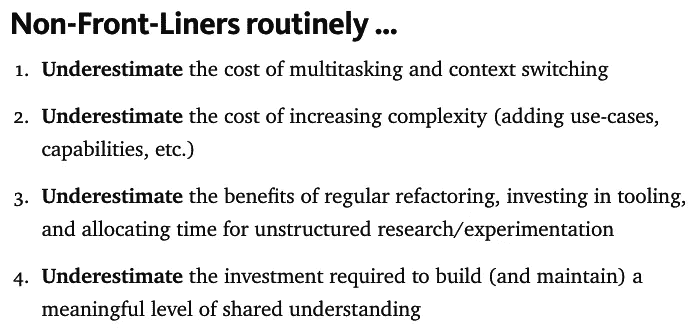 Non-Front-Liners routinely ...
1. Underestimate the cost of multitasking and context switching
2. Underestimate the cost of increasing complexity (adding use-cases,
capabilities, etc.)
3. Underestimate the benefits of regular refactoring, investing in tooling,
and allocating time for unstructured research/experimentation
4. Underestimate the investment required to build (and maintain) a
meaningful level of shared understanding